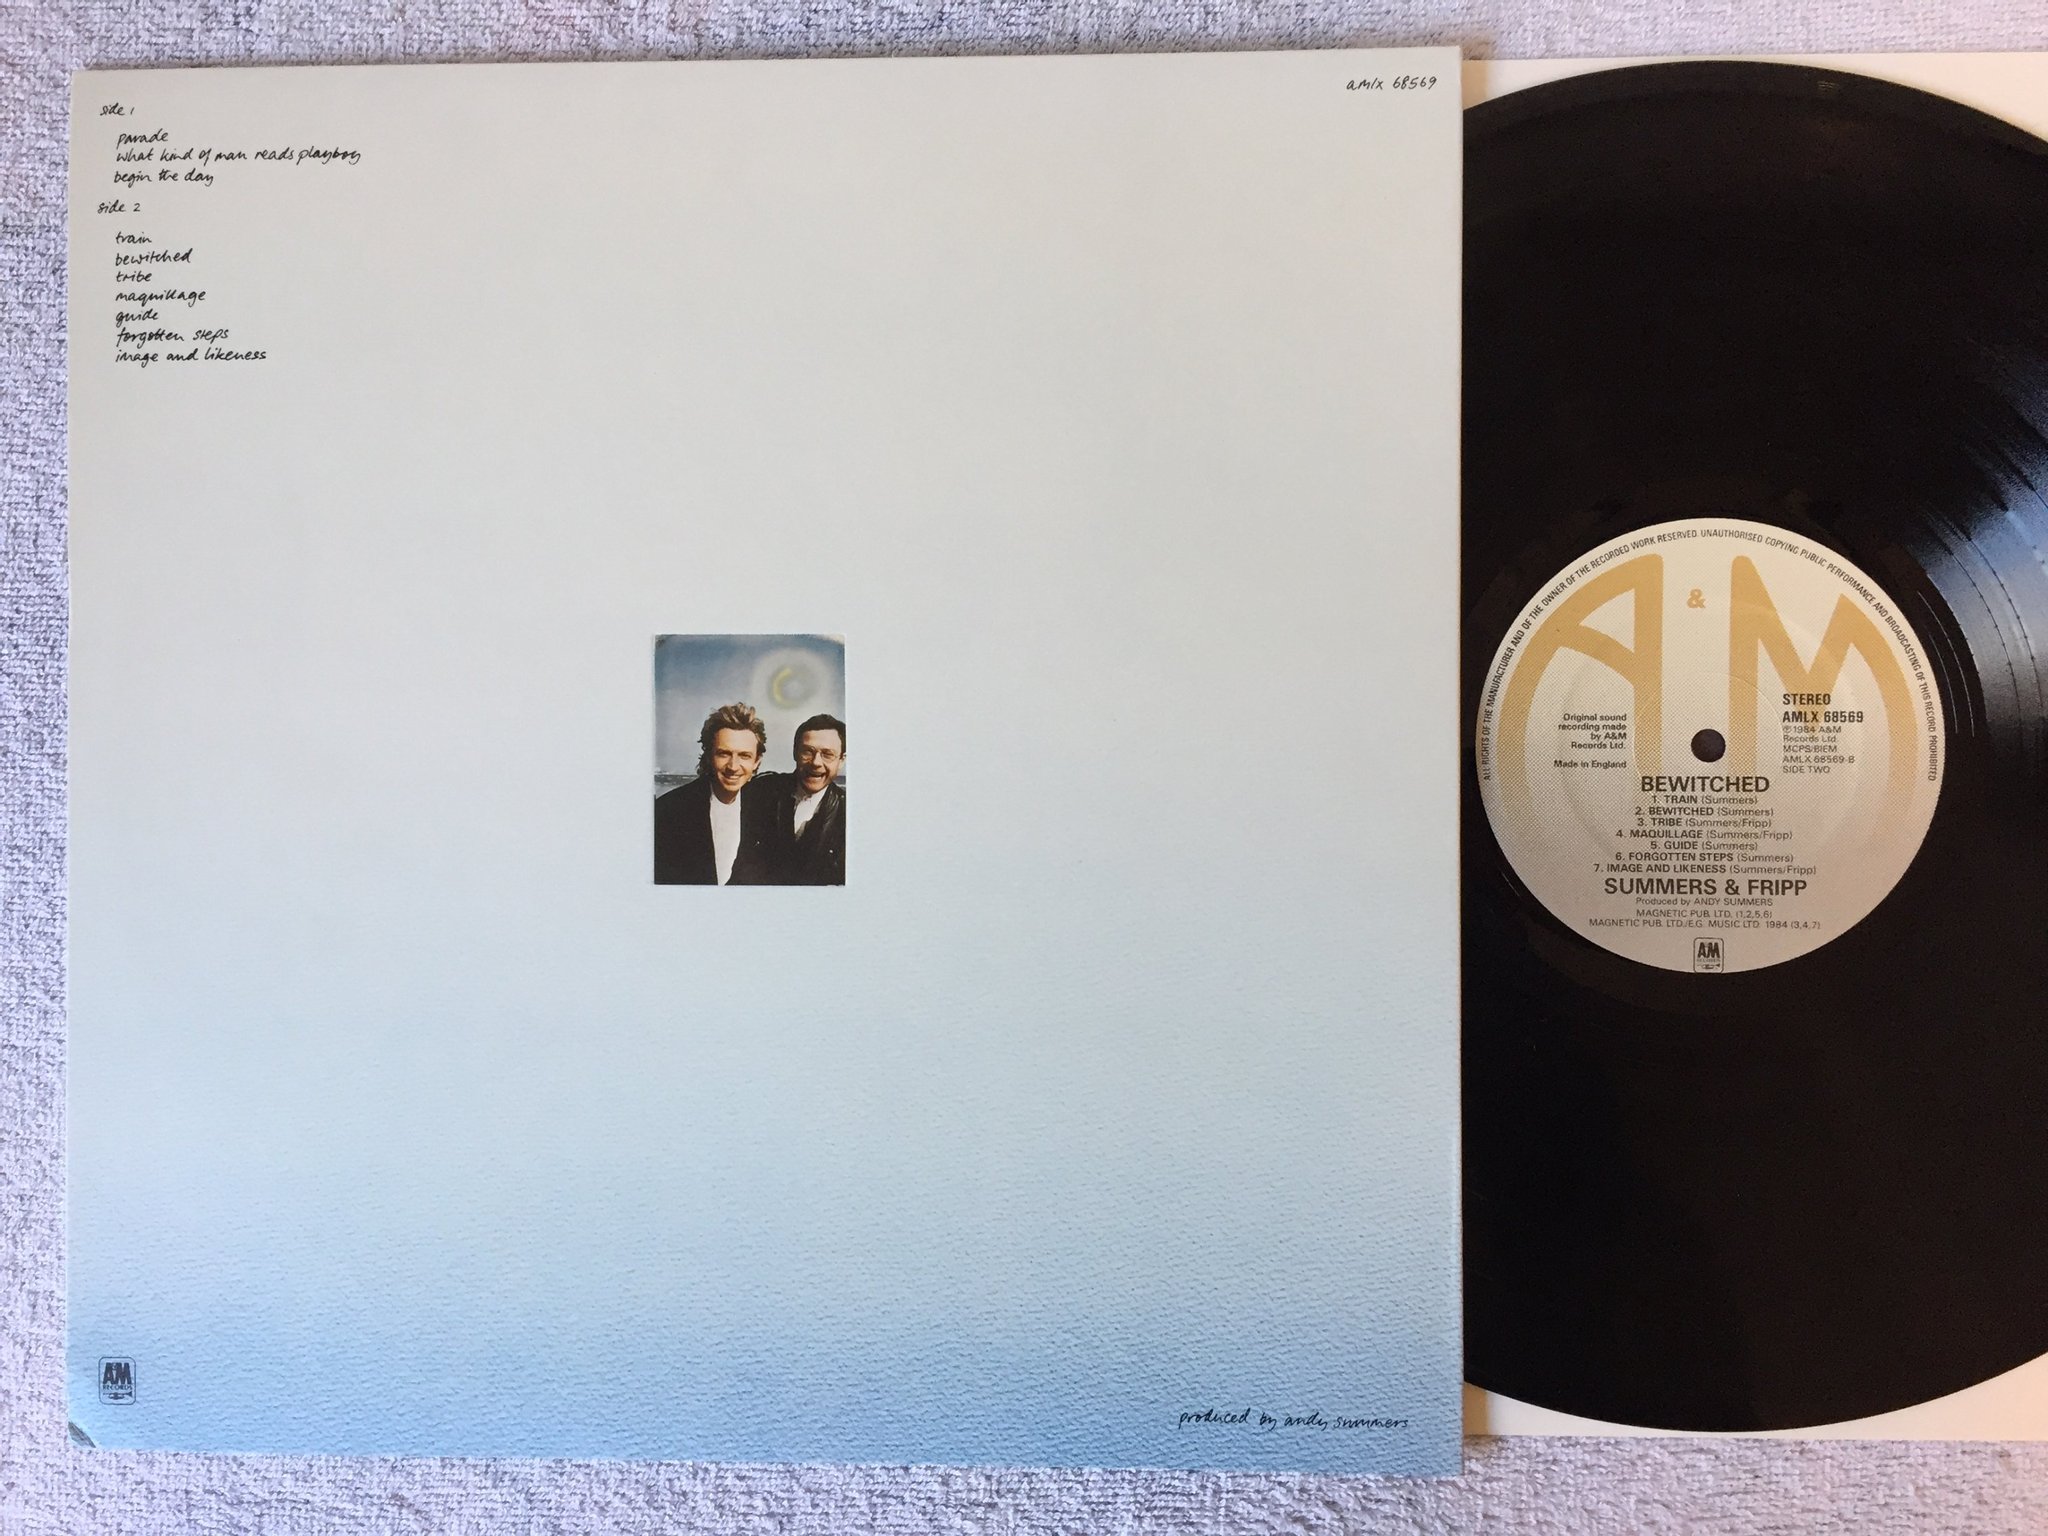 side 1
parade
what kind of man reads playboy
begin the day
side 2
train
bewitched
tribe
maquillage
guide
forgotten steps
image and likeness
amlx 68569
A&M
RECORDS
produced by andy summers
ALL RIGHTS OF THE MANUFACTURER AND OF THE OWNER OF THE RECORDED WORK RESERVED. UNAUTHORISED COPYING PUBLIC PERFORMANCE AND BROADCASTING OF THIS RECORD PROHIBITED
A&M
Original sound
recording made
by A&M
Records Ltd.
Made in England
STEREO
AMLX 68569
℗1984 A&M
Records Ltd.
MCPS/BIEM
AMLX 68569-B
SIDE TWO
BEWITCHED
1. TRAIN (Summers)
2. BEWITCHED (Summers)
3. TRIBE (Summers/Fripp)
4. MAQUILLAGE (Summers/Fripp)
5. GUIDE (Summers)
6. FORGOTTEN STEPS (Summers)
7. IMAGE AND LIKENESS (Summers/Fripp)
SUMMERS & FRIPP
Produced by ANDY SUMMERS
MAGNETIC PUB. LTD. (1,2,5,6)
MAGNETIC PUB. LTD./E.G. MUSIC LTD. 1984 (3,4,7)
A&M
RECORDS